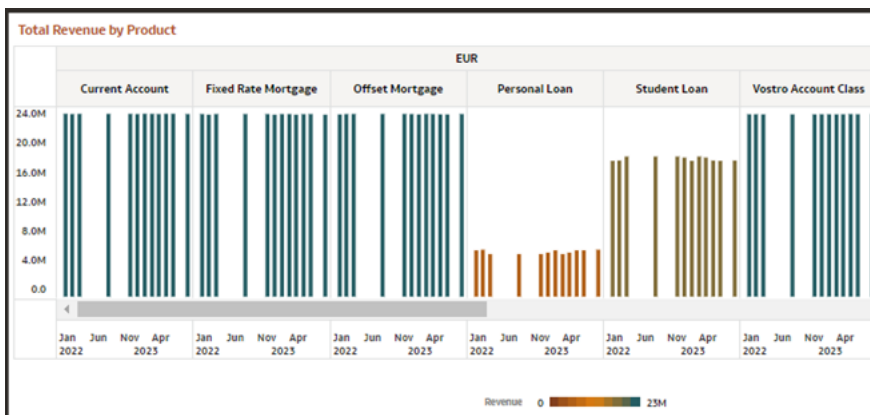 Total Revenue by Product
EUR
Current Account Fixed Rate Mortgage Offset Mortgage Personal Loan Student Loan Vostro Account Class
24.0M
20.0M
16.0M
12.0M
8.0M
4.0M
0.0
Jan Jun Nov Apr Jan Jun Nov Apr Jan Jun Nov Apr Jan Jun Nov Apr Jan Jun Nov Apr Jan Jun Nov Apr
2022 2023 2022 2023 2022 2023 2022 2023 2022 2023 2022 2023
Revenue 0 23M